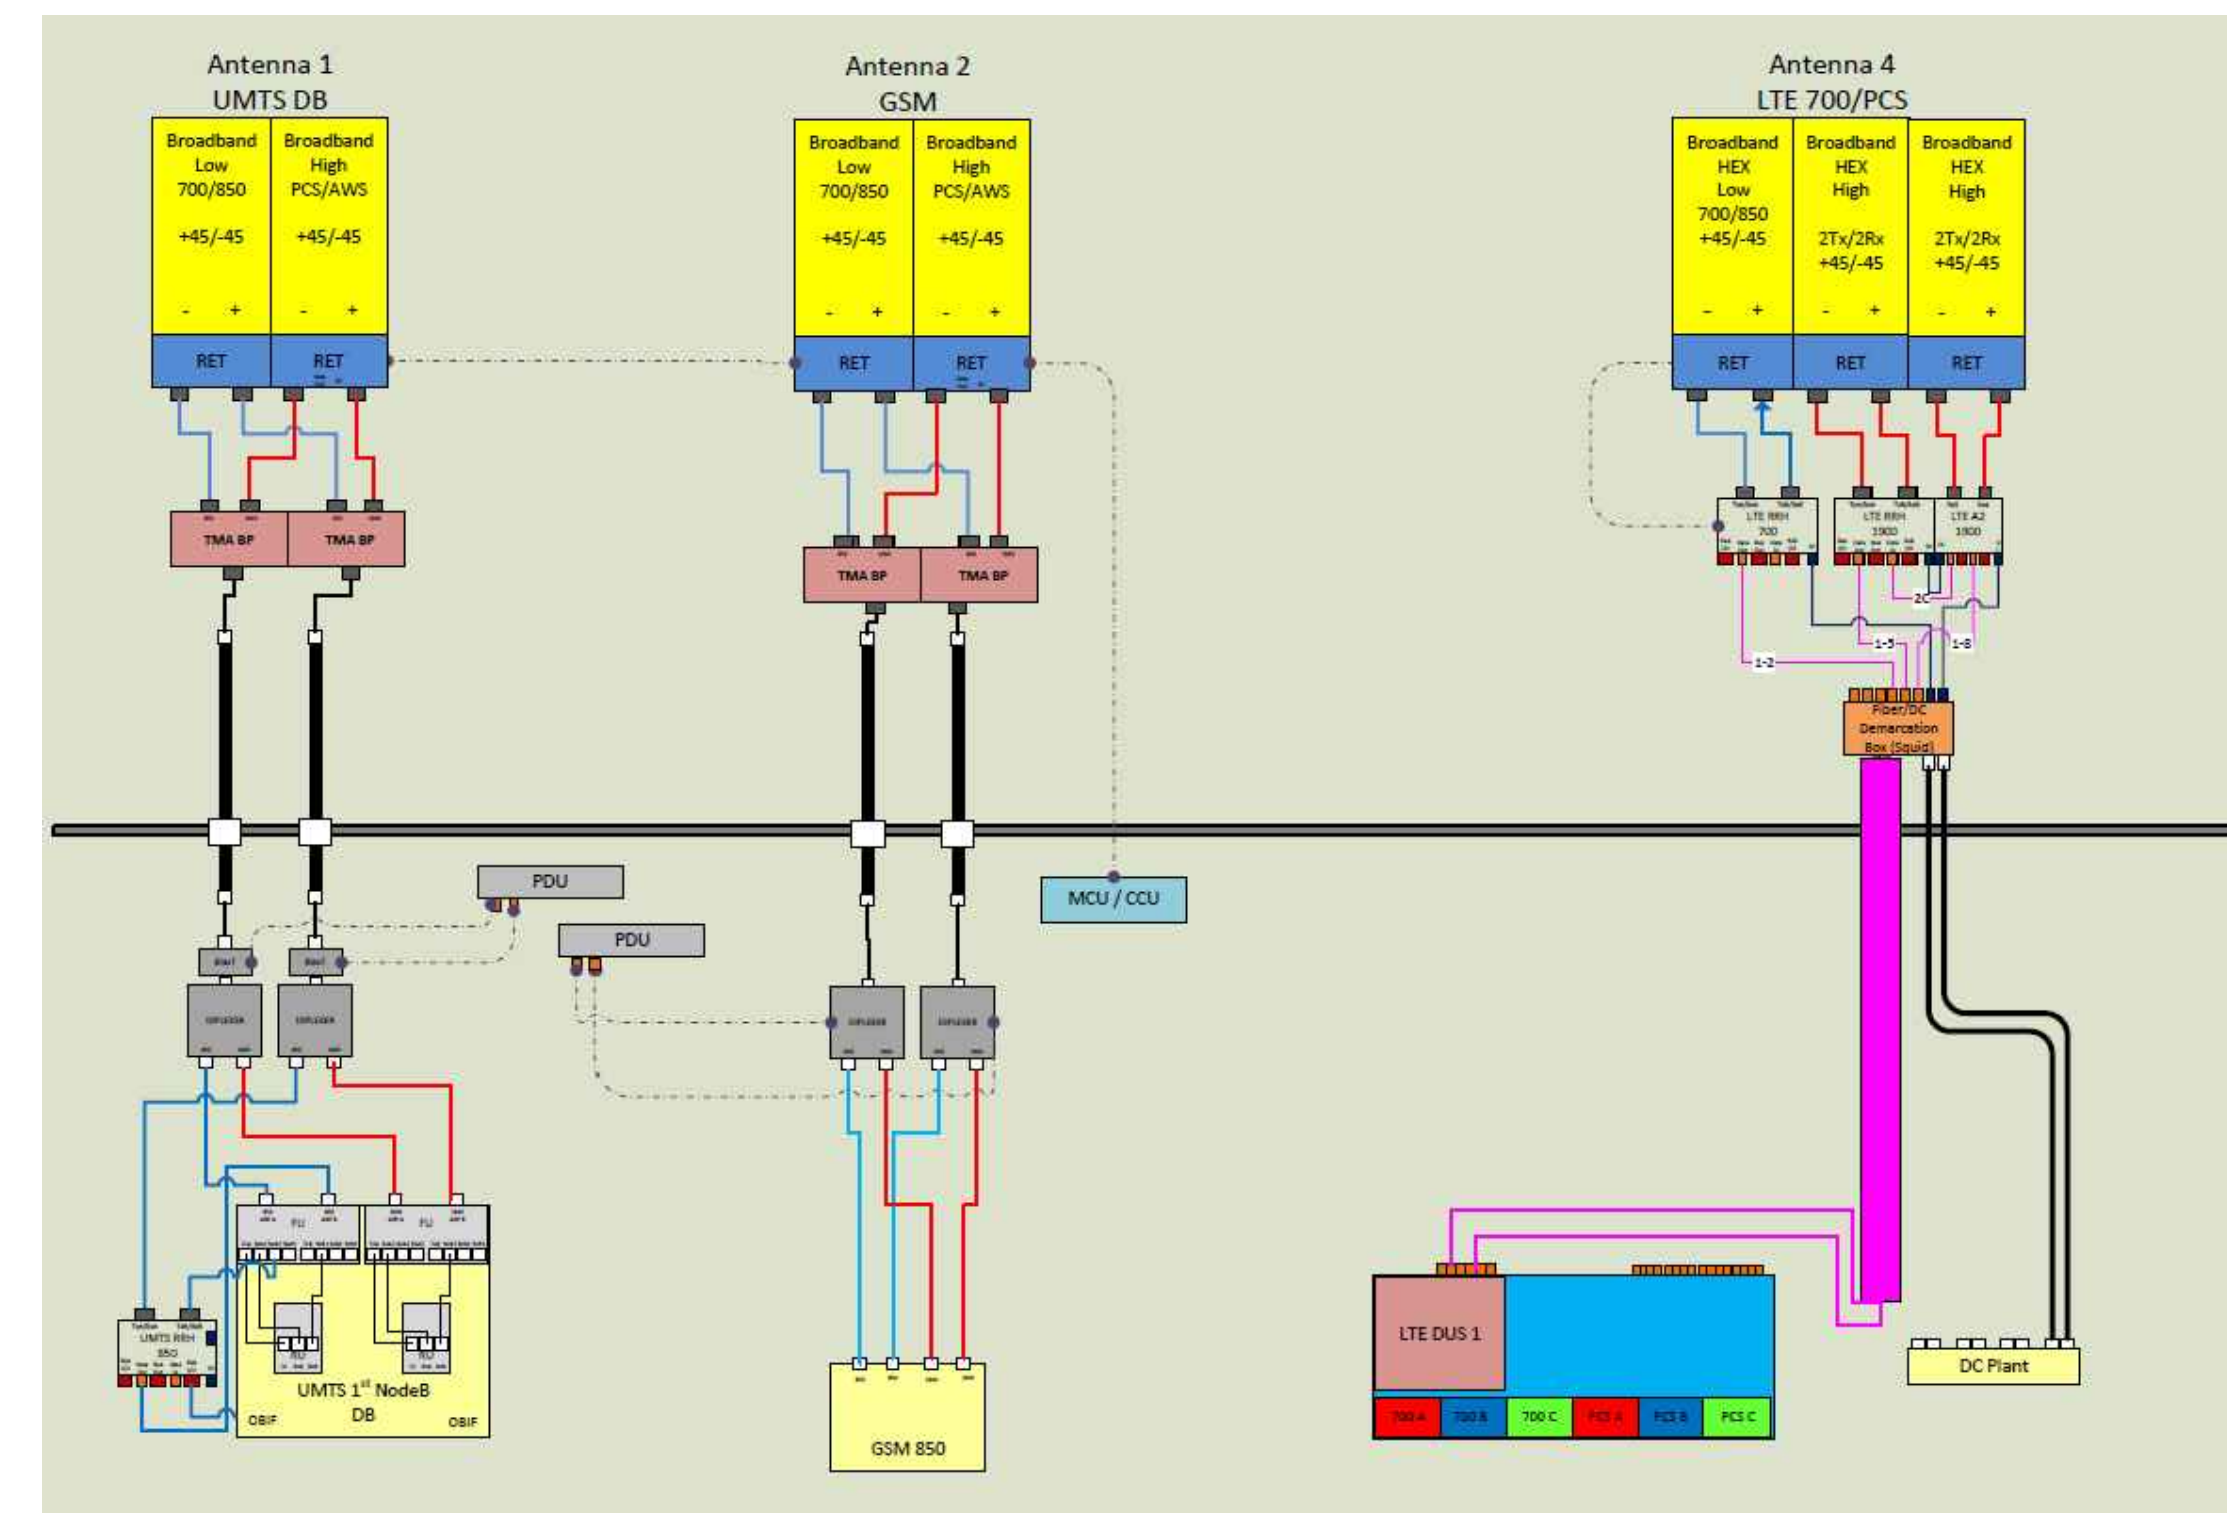 Antenna 1
UMTS DB
Broadband
Low
700/850
+45/-45
- +
Broadband
High
PCS/AWS
+45/-45
- +
RET
RET
TMA BP
TMA BP
Antenna 2
GSM
Broadband
Low
700/850
+45/-45
- +
Broadband
High
PCS/AWS
+45/-45
- +
RET
RET
TMA BP
TMA BP
Antenna 4
LTE 700/PCS
Broadband
HEX
Low
700/850
+45/-45
- +
Broadband
HEX
High
2Tx/2Rx
+45/-45
- +
Broadband
HEX
High
2Tx/2Rx
+45/-45
- +
RET
RET
RET
LTE RRH
700
LTE RRH
1900
LTE A2
1900
2C
1-5
1-8
1-2
Fiber/DC
Demarcation
Box (Squid)
PDU
PDU
MCU / CCU
DIPLEXER
DIPLEXER
DIPLEXER
DIPLEXER
FU
FU
RU
RU
UMTS RRH
850
UMTS 1st NodeB
DB
OBIF
OBIF
GSM 850
LTE DUS 1
700 A
700 B
700 C
PCS A
PCS B
PCS C
DC Plant